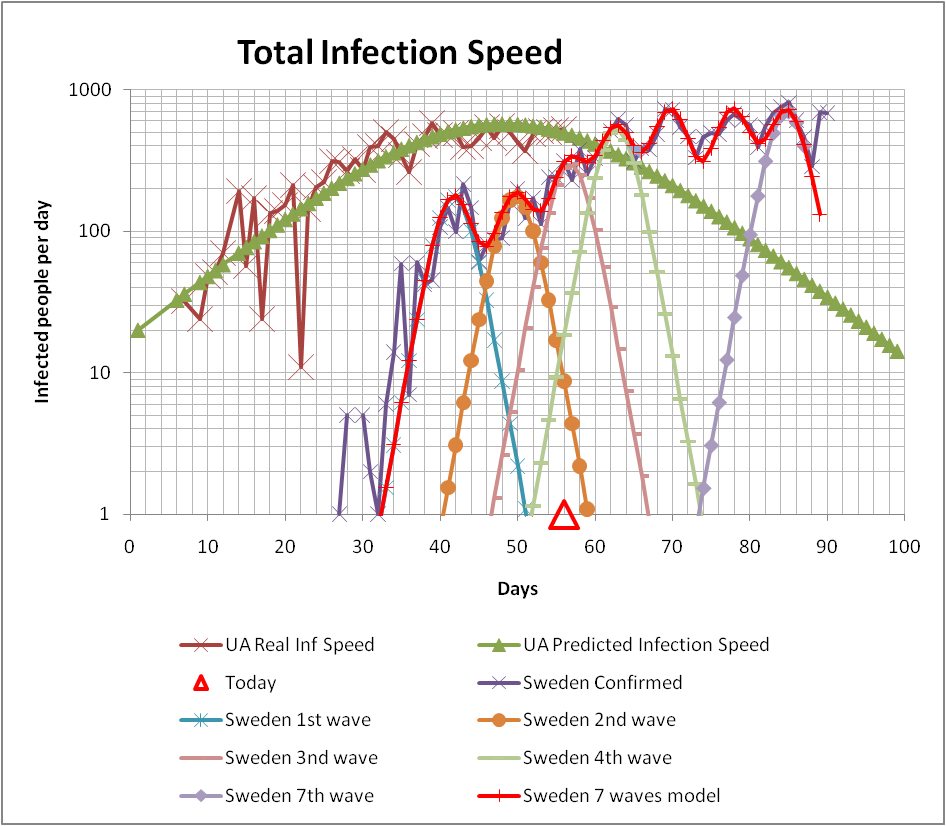 Total Infection Speed
Infected people per day
1000
100
10
1
0 10 20 30 40 50 60 70 80 90 100
Days
UA Real Inf Speed UA Predicted Infection Speed
Today Sweden Confirmed
Sweden 1st wave Sweden 2nd wave
Sweden 3nd wave Sweden 4th wave
Sweden 7th wave Sweden 7 waves model